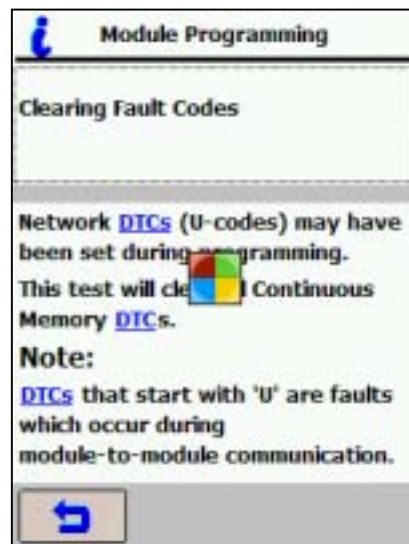 Module Programming
Clearing Fault Codes
Network DTCs (U-codes) may have
been set during programming.
This test will Continuous
Memory DTCs.
Note:
DTCs that start with 'U' are faults
which occur during
module-to-module communication.